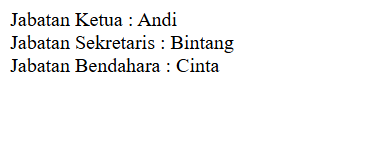 Jabatan Ketua : Andi
Jabatan Sekretaris : Bintang
Jabatan Bendahara : Cinta